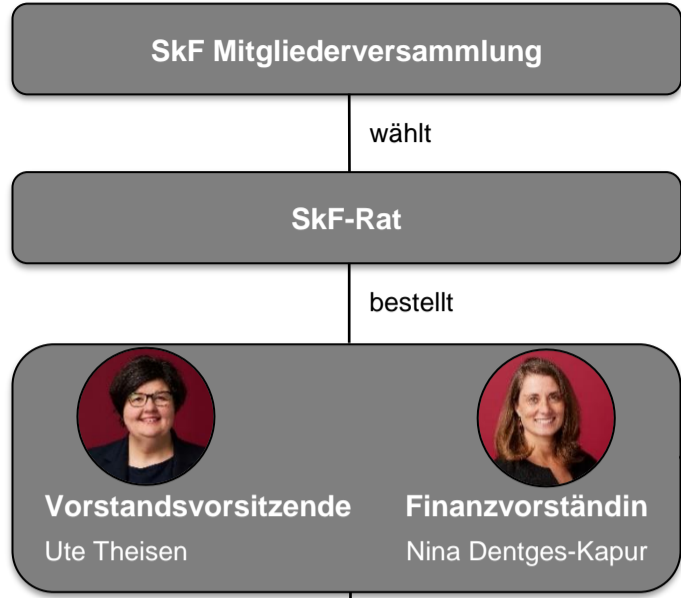 SkF Mitgliederversammlung
wählt
SkF-Rat
bestellt
Vorstandsvorsitzende
Finanzvorständin
Ute Theisen
Nina Dentges-Kapur